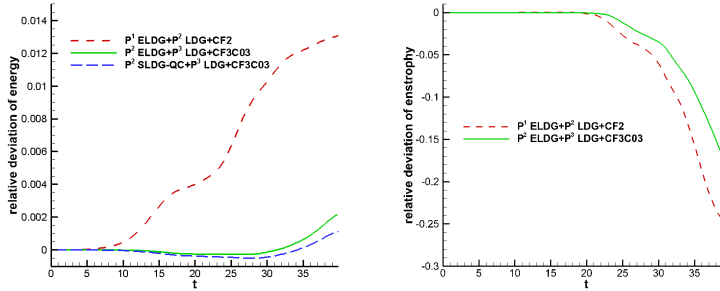 0.014
0.012
0.01
0.008
0.006
0.004
0.002
0
relative deviation of energy
P¹ ELDG+P² LDG+CF2
P² ELDG+P³ LDG+CF3C03
P² SLDG-QC+P³ LDG+CF3C03
0 5 10 15 20 25 30 35
t
0
-0.05
-0.1
-0.15
-0.2
-0.25
-0.3
relative deviation of enstrophy
P¹ ELDG+P² LDG+CF2
P² ELDG+P³ LDG+CF3C03
0 5 10 15 20 25 30 35
t